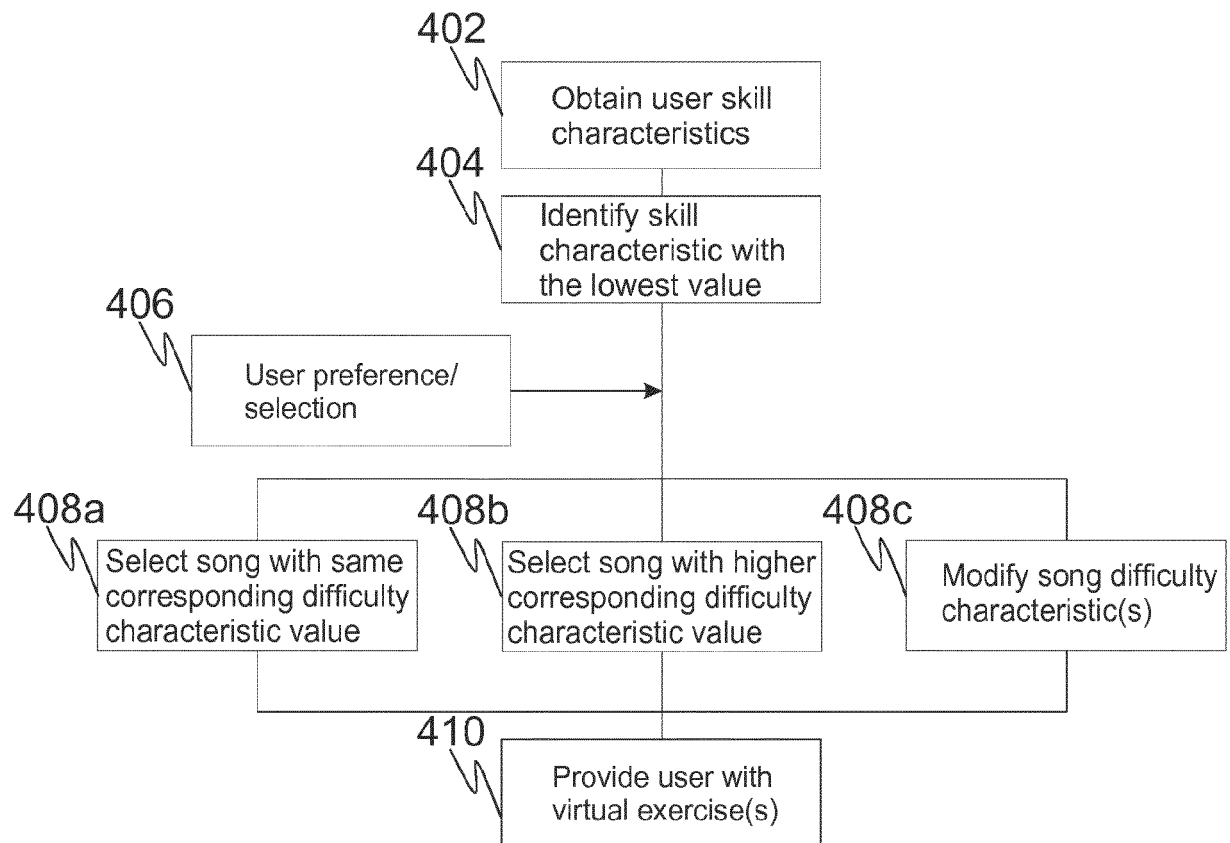 402
Obtain user skill
characteristics
404
Identify skill
characteristic with
the lowest value
406
User preference/
selection
408a
Select song with same
corresponding difficulty
characteristic value
408b
Select song with higher
corresponding difficulty
characteristic value
408c
Modify song difficulty
characteristic(s)
410
Provide user with
virtual exercise(s)